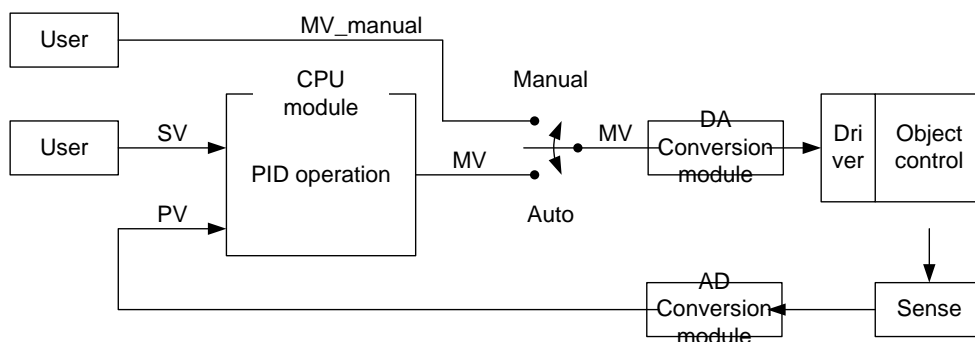 User
MV_manual
Manual
CPU
module
DA
Conversion
module
Dri
ver
Object
control
User
SV
MV
MV
PID operation
PV
Auto
AD
Conversion
module
Sense